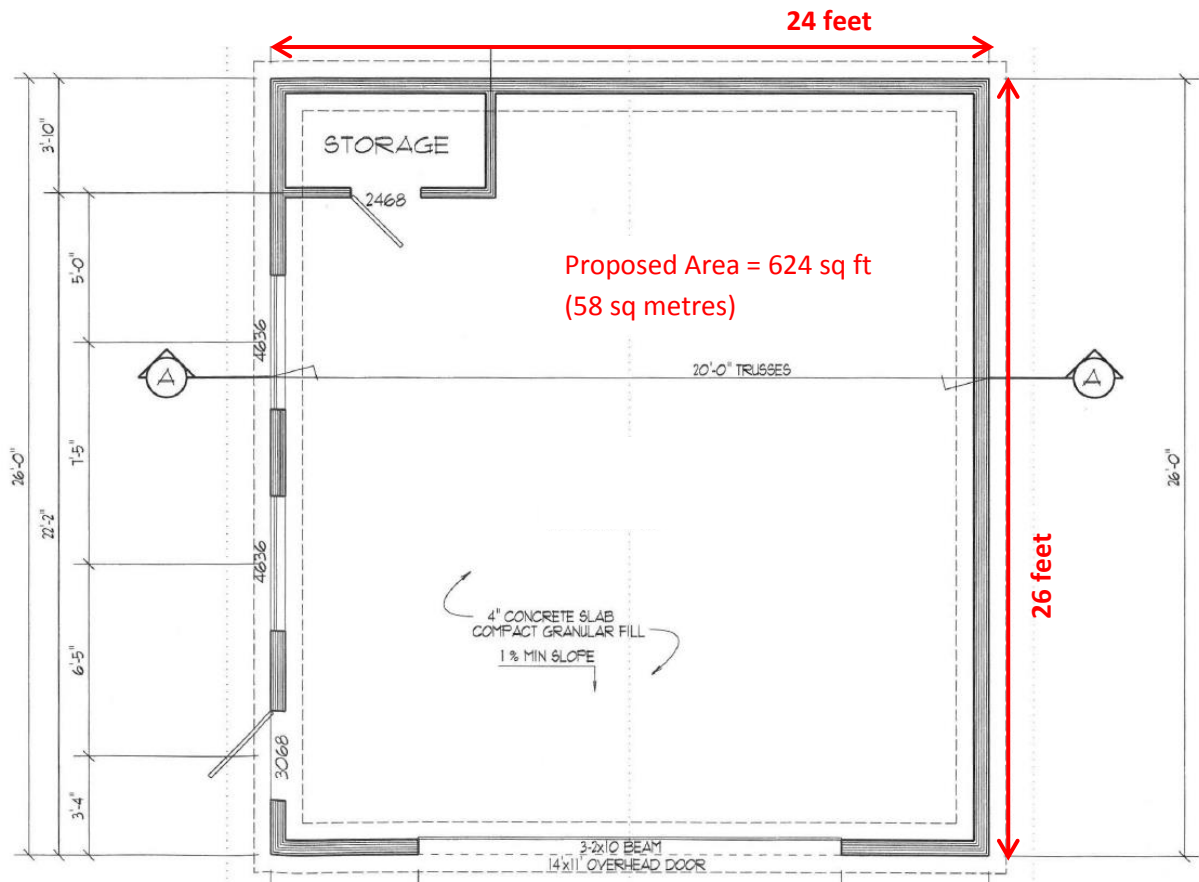 24 feet
3'-10"
STORAGE
2468
5'-0"
Proposed Area = 624 sq ft
(58 sq metres)
4636
A
20'-0" TRUSSES
A
26'-0"
7'-5"
22'-2"
26'-0"
4636
26 feet
4" CONCRETE SLAB
COMPACT GRANULAR FILL
1 % MIN SLOPE
6'-5"
3068
3'-4"
3-2x10 BEAM
14'x11' OVERHEAD DOOR